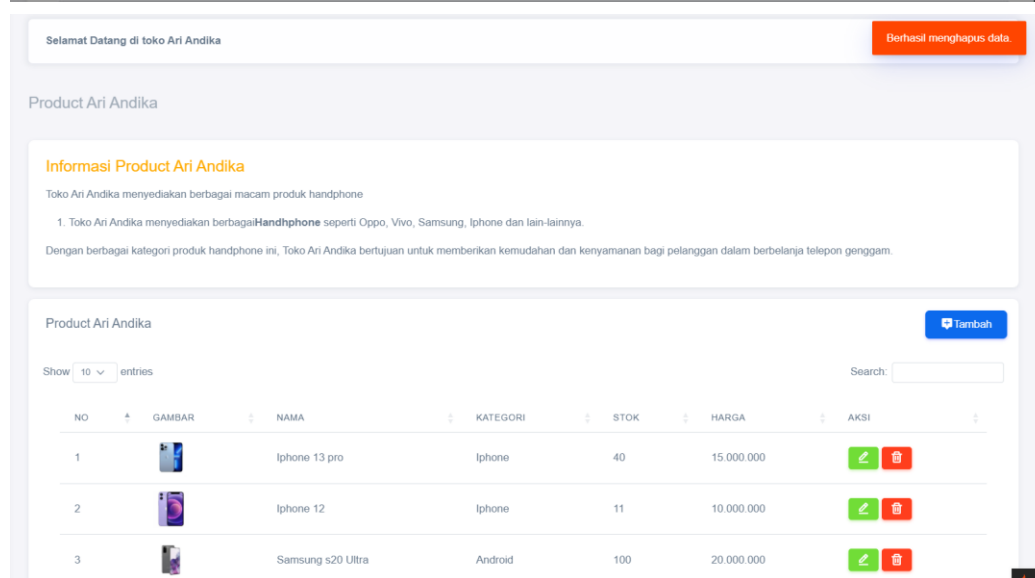 Selamat Datang di toko Ari Andika
Berhasil menghapus data.
Product Ari Andika
Informasi Product Ari Andika
Toko Ari Andika menyediakan berbagai macam produk handphone
1. Toko Ari Andika menyediakan berbagaiHandhphone seperti Oppo, Vivo, Samsung, Iphone dan lain-lainnya.
Dengan berbagai kategori produk handphone ini, Toko Ari Andika bertujuan untuk memberikan kemudahan dan kenyamanan bagi pelanggan dalam berbelanja telepon genggam.
Product Ari Andika
Tambah
Show 10 entries
Search:
NO GAMBAR NAMA KATEGORI STOK HARGA AKSI
1 Iphone 13 pro Iphone 40 15.000.000
2 Iphone 12 Iphone 11 10.000.000
3 Samsung s20 Ultra Android 100 20.000.000